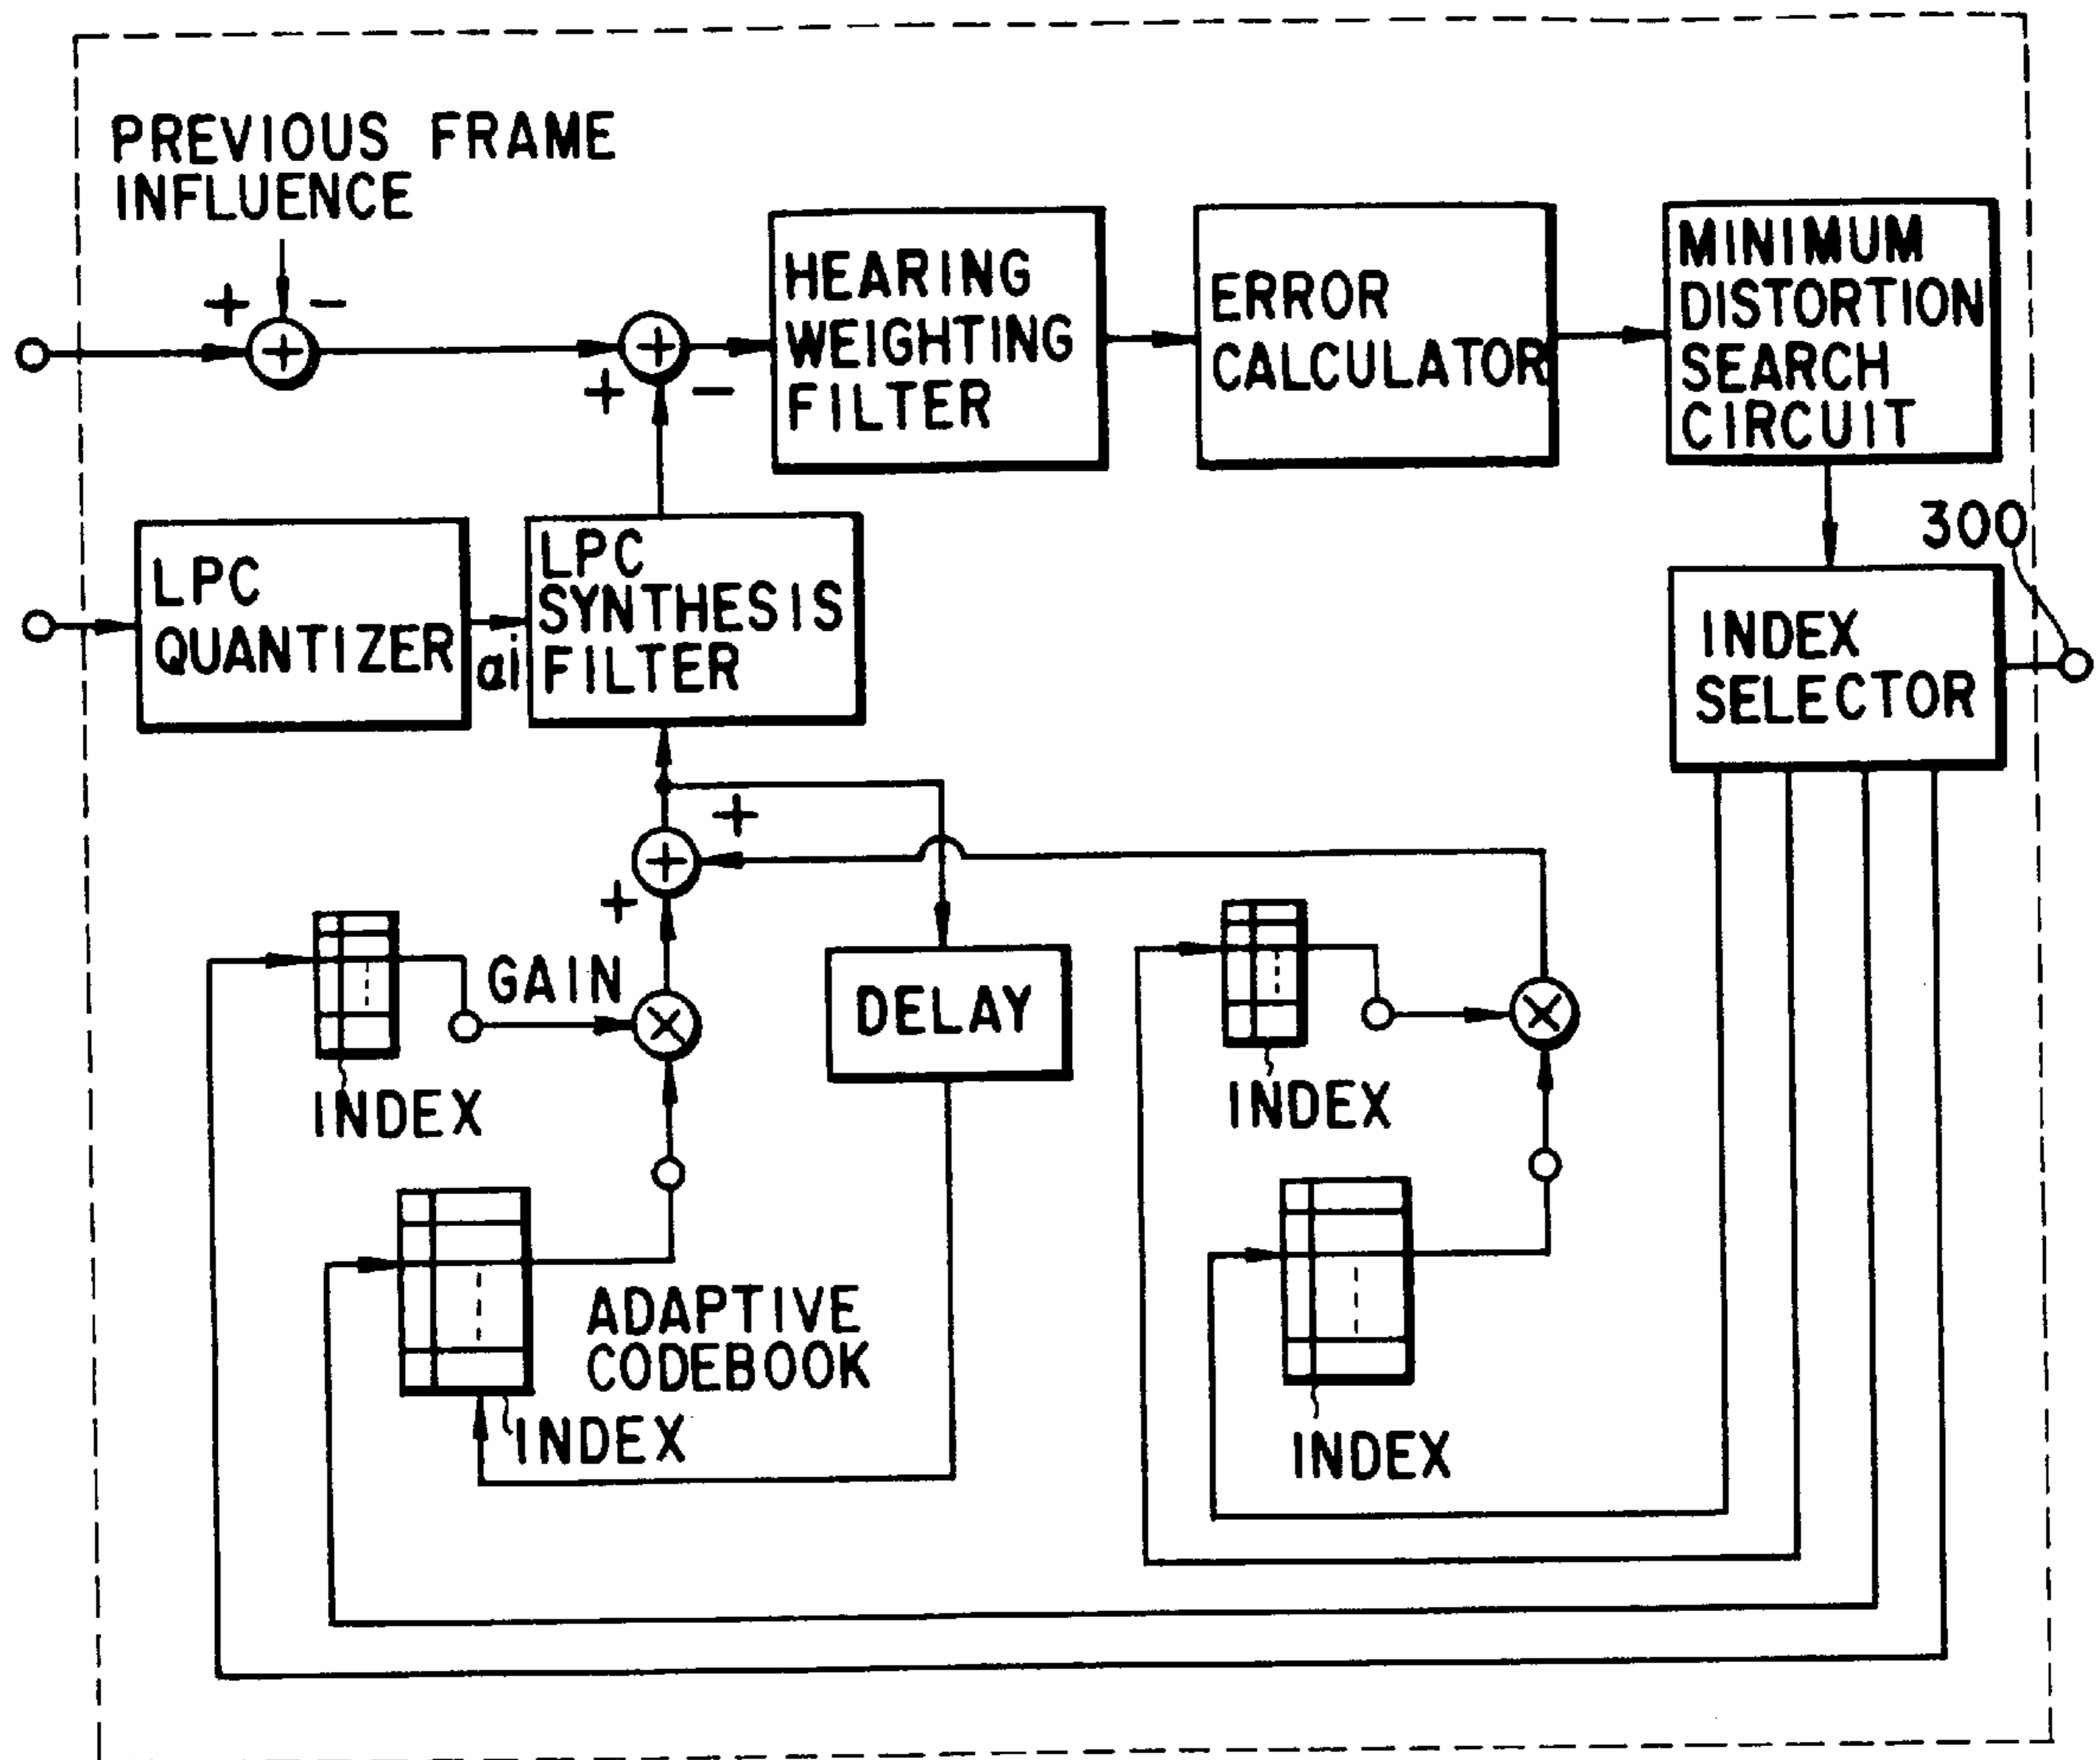 PREVIOUS FRAME
INFLUENCE
+ −
+
HEARING
WEIGHTING
FILTER
ERROR
CALCULATOR
MINIMUM
DISTORTION
SEARCH
CIRCUIT
+
+ −
300
LPC
QUANTIZER
αi
LPC
SYNTHESIS
FILTER
INDEX
SELECTOR
+
+
+
GAIN
×
DELAY
×
INDEX
INDEX
ADAPTIVE
CODEBOOK
INDEX
INDEX